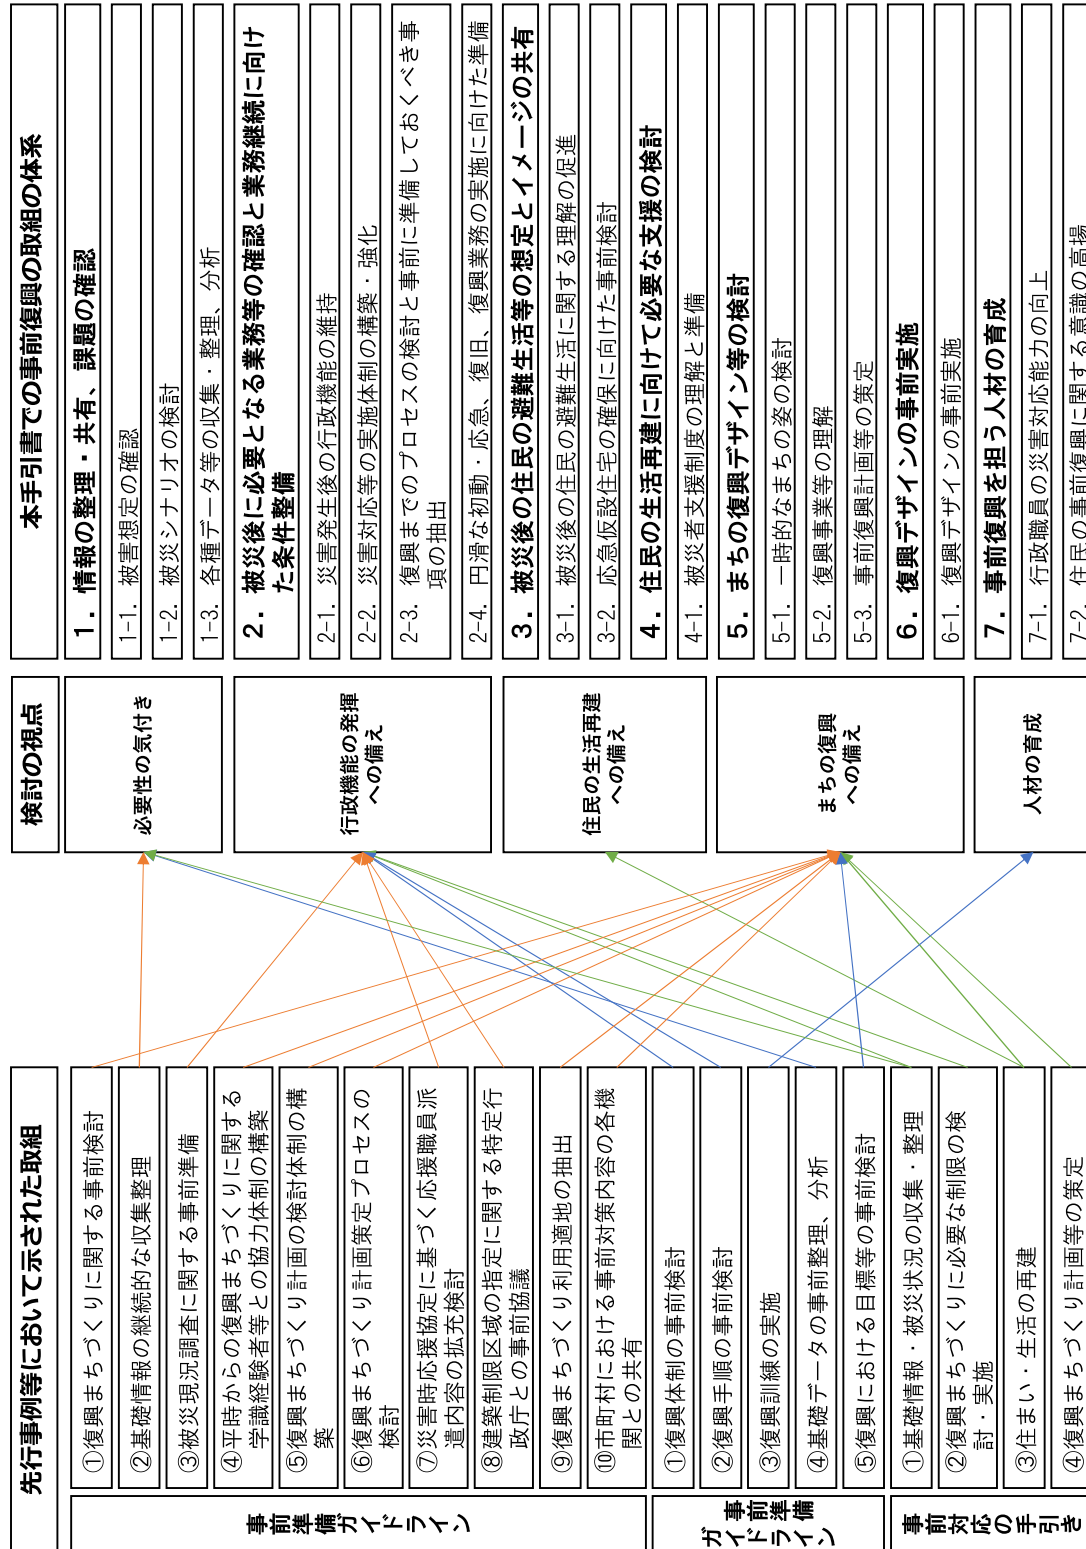 先行事例等において示された取組
事前準備ガイドライン
①復興まちづくりに関する事前検討
②基礎情報の継続的な収集整理
③被災現況調査に関する事前準備
④平時からの復興まちづくりに関する
学識経験者等との協力体制の構築
⑤復興まちづくり計画の検討体制の構
築
⑥復興まちづくり計画策定プロセスの
検討
⑦災害時応援協定に基づく応援職員派
遣内容の拡充検討
⑧建築制限区域の指定に関する特定行
政庁との事前協議
⑨復興まちづくり利用適地の抽出
⑩市町村における事前対策内容の各機
関との共有
事前準備
ガイドライン
①復興体制の事前検討
②復興手順の事前検討
③復興訓練の実施
④基礎データの事前整理、分析
⑤復興における目標等の事前検討
事前対応の手引き
①基礎情報・被災状況の収集・整理
②復興まちづくりに必要な制限の検
討・実施
③住まい・生活の再建
④復興まちづくり計画等の策定
検討の視点
必要性の気付き
行政機能の発揮
への備え
住民の生活再建
への備え
まちの復興
への備え
人材の育成
本手引書での事前復興の取組の体系
1．情報の整理・共有、課題の確認
1-1．被害想定の確認
1-2．被災シナリオの検討
1-3．各種データ等の収集・整理、分析
2．被災後に必要となる業務等の確認と業務継続に向け
た条件整備
2-1．災害発生後の行政機能の維持
2-2．災害対応等の実施体制の構築・強化
2-3．復興までのプロセスの検討と事前に準備しておくべき事
項の抽出
2-4．円滑な初動・応急、復旧、復興業務の実施に向けた準備
3．被災後の住民の避難生活等の想定とイメージの共有
3-1．被災後の住民の避難生活に関する理解の促進
3-2．応急仮設住宅の確保に向けた事前検討
4．住民の生活再建に向けて必要な支援の検討
4-1．被災者支援制度の理解と準備
5．まちの復興デザイン等の検討
5-1．一時的なまちの姿の検討
5-2．復興事業等の理解
5-3．事前復興計画等の策定
6．復興デザインの事前実施
6-1．復興デザインの事前実施
7．事前復興を担う人材の育成
7-1．行政職員の災害対応能力の向上
7-2．住民の事前復興に関する意識の高揚